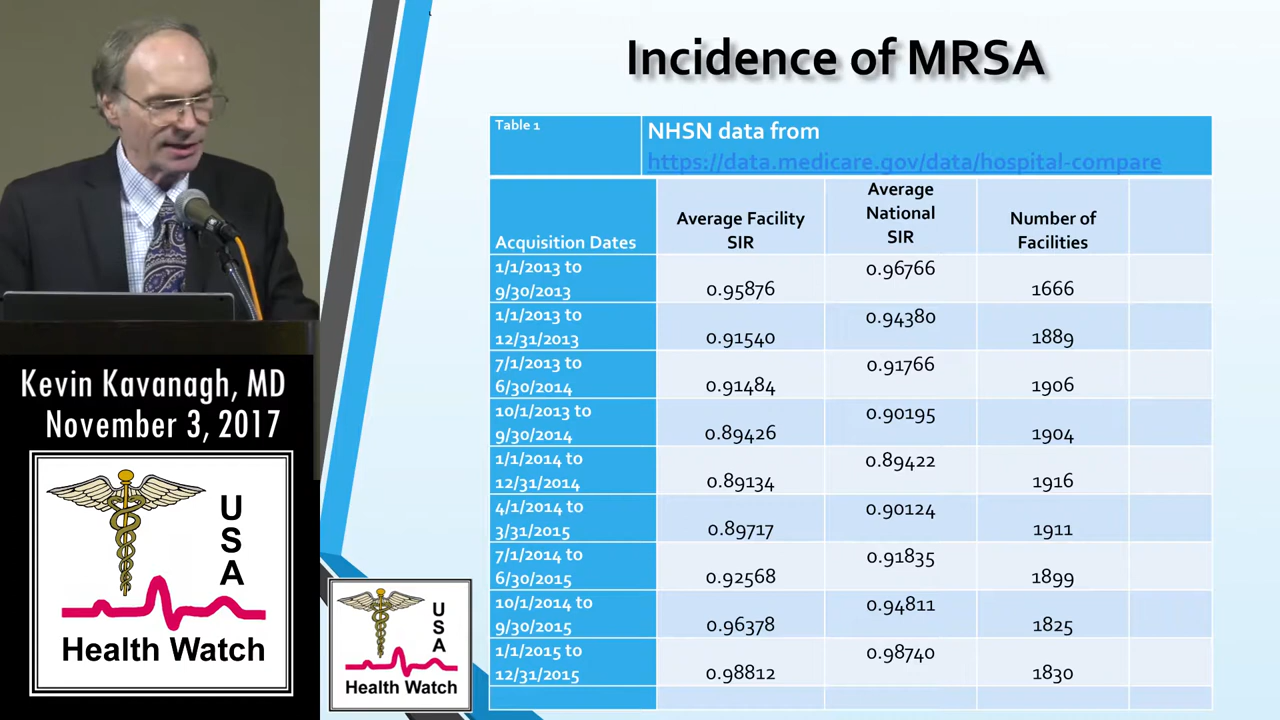 Incidence of MRSA
Table 1
NHSN data from
https://data.medicare.gov/data/hospital-compare
Acquisition Dates
Average Facility
SIR
Average
National
SIR
Number of
Facilities
1/1/2013 to
9/30/2013
0.95876
0.96766
1666
1/1/2013 to
12/31/2013
0.91540
0.94380
1889
7/1/2013 to
6/30/2014
0.91484
0.91766
1906
10/1/2013 to
9/30/2014
0.89426
0.90195
1904
1/1/2014 to
12/31/2014
0.89134
0.89422
1916
4/1/2014 to
3/31/2015
0.89717
0.90124
1911
7/1/2014 to
6/30/2015
0.92568
0.91835
1899
10/1/2014 to
9/30/2015
0.96378
0.94811
1825
1/1/2015 to
12/31/2015
0.98812
0.98740
1830
Kevin Kavanagh, MD
November 3, 2017
USA
Health Watch
USA
Health Watch